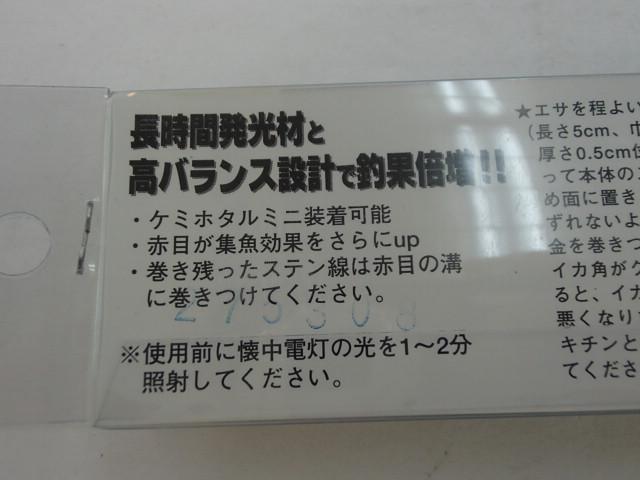 長時間発光材と
高バランス設計で釣果倍増!!
・ケミホタルミニ装着可能
・赤目が集魚効果をさらにup
・巻き残ったステン線は赤目の溝
に巻きつけてください。
※使用前に懐中電灯の光を1〜2分
照射してください。
★エサを程よい
(長さ5cm、巾
厚さ0.5cm位
って本体の
め面に置き
ずれないよ
金を巻きつ
イカ角がケ
ると、イカ
悪くなり
キチンと
てくださ